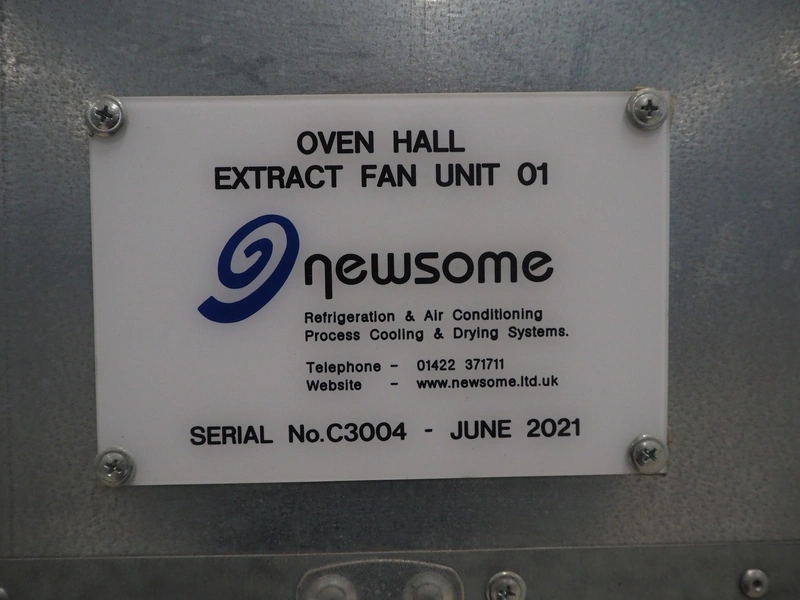 OVEN HALL
EXTRACT FAN UNIT 01
newsome
Refrigeration & Air Conditioning
Process Cooling & Drying Systems.
Telephone - 01422 371711
Website - www.newsome.ltd.uk
SERIAL No.C3004 - JUNE 2021